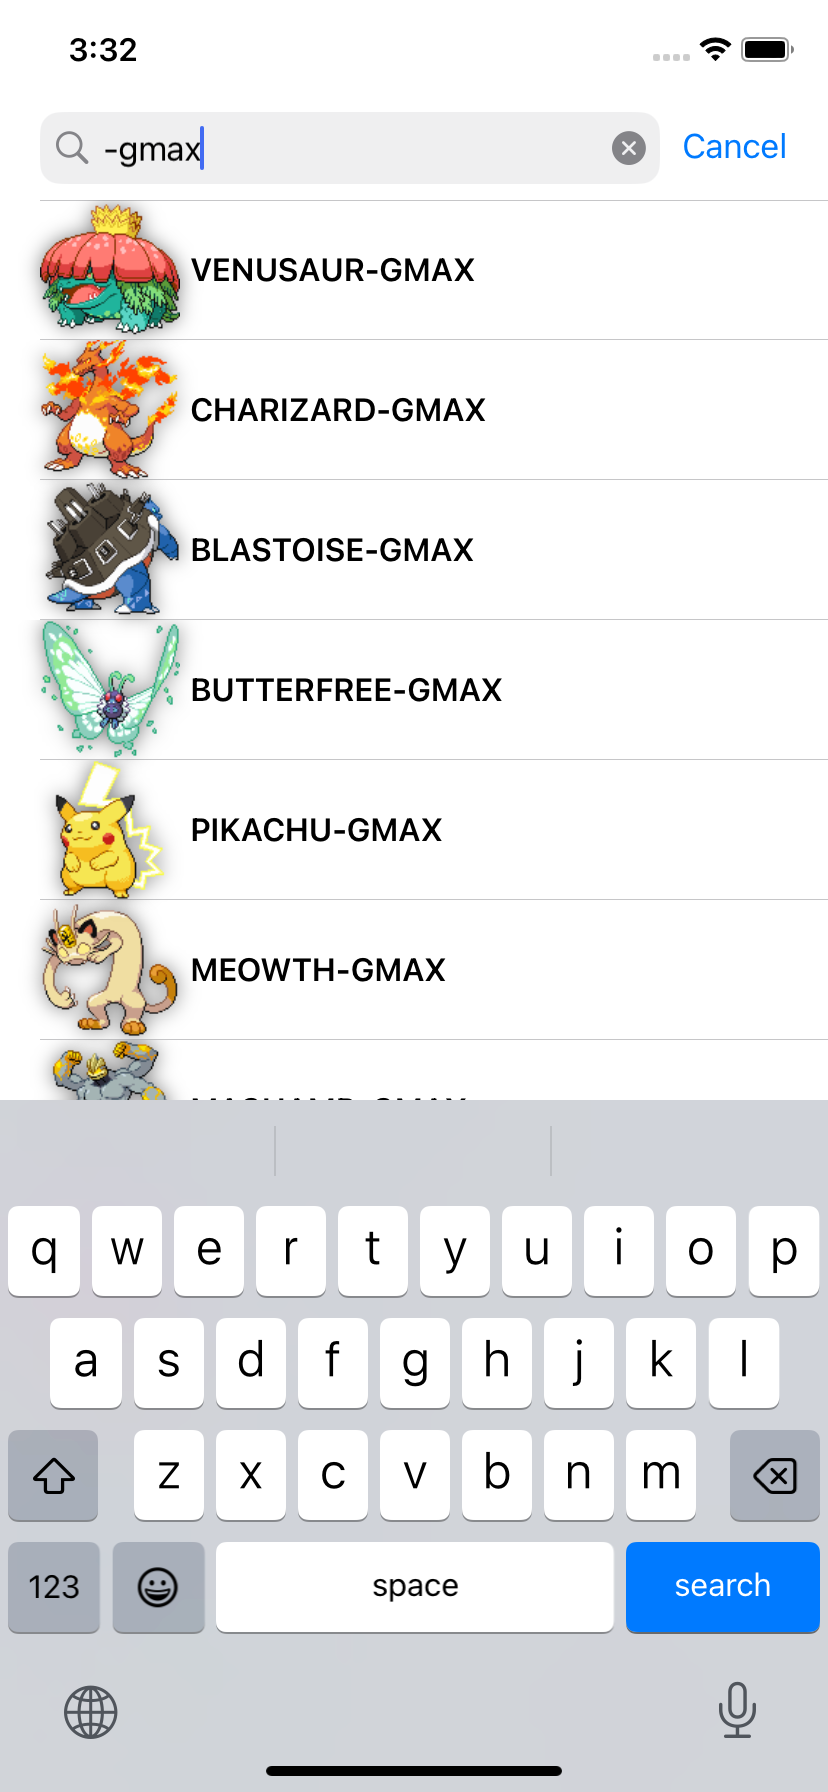 3:32
-gmax
Cancel
VENUSAUR-GMAX
CHARIZARD-GMAX
BLASTOISE-GMAX
BUTTERFREE-GMAX
PIKACHU-GMAX
MEOWTH-GMAX
q w e r t y u i o p
a s d f g h j k l
z x c v b n m
123
space
search